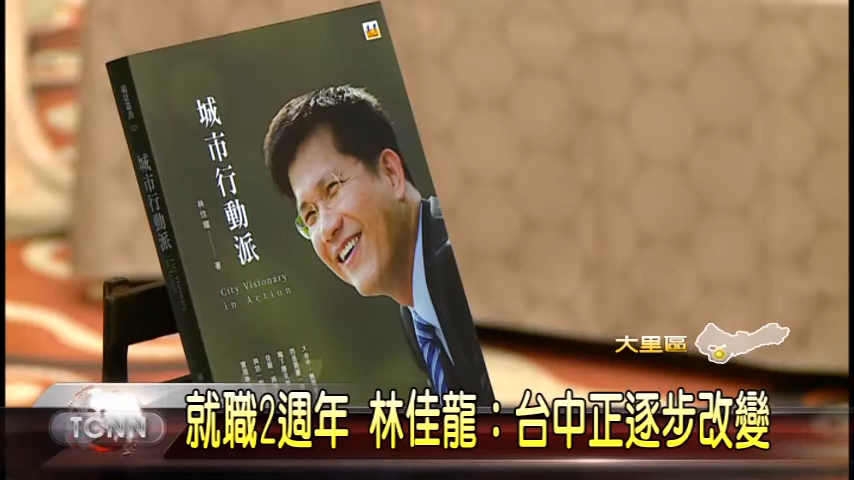 城市行動派
林佳龍 著
City Visionary
in Action
城市行動派
大里區
TCNN
就職2週年 林佳龍：台中正逐步改變